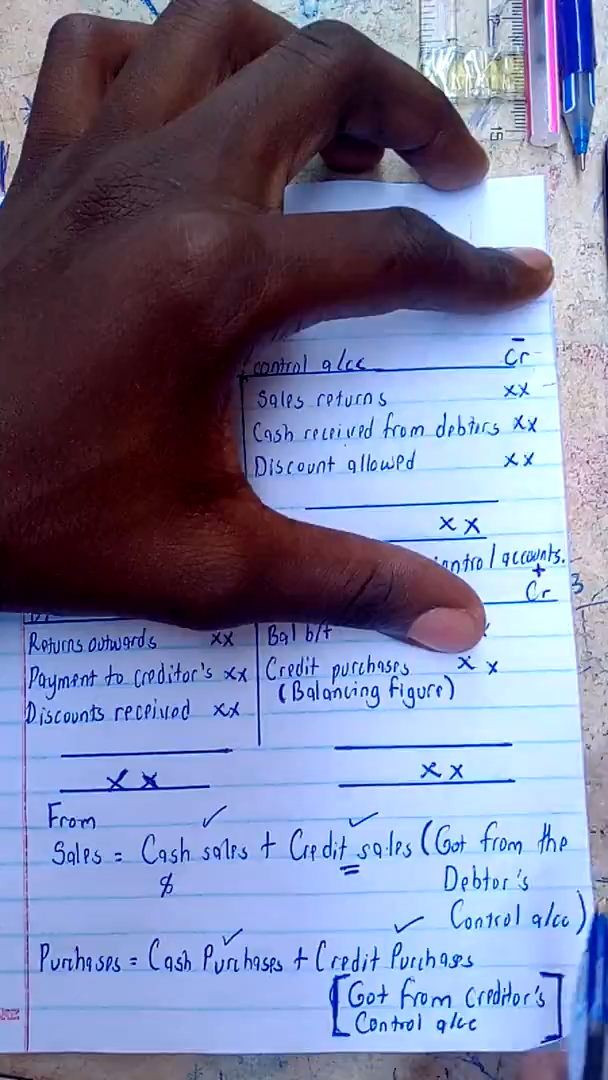 control a/cc Cr
Sales returns xx
Cash received from debtors xx
Discount allowed xx
xx
control accounts.
+
Cr 3
Returns outwards xx Bal b/f
Payment to creditor's xx Credit purchases xx
Discounts received xx (Balancing figure)
xx xx
From
Sales = Cash sales + Credit sales (Got from the
Debtor's
Control a/cc)
Purchases = Cash Purchases + Credit Purchases
[Got from Creditor's
Control a/cc]
15